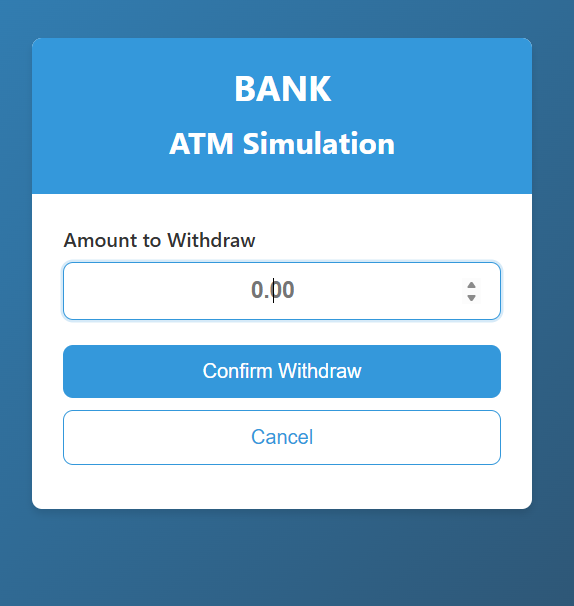 BANK
ATM Simulation
Amount to Withdraw
0.00
Confirm Withdraw
Cancel